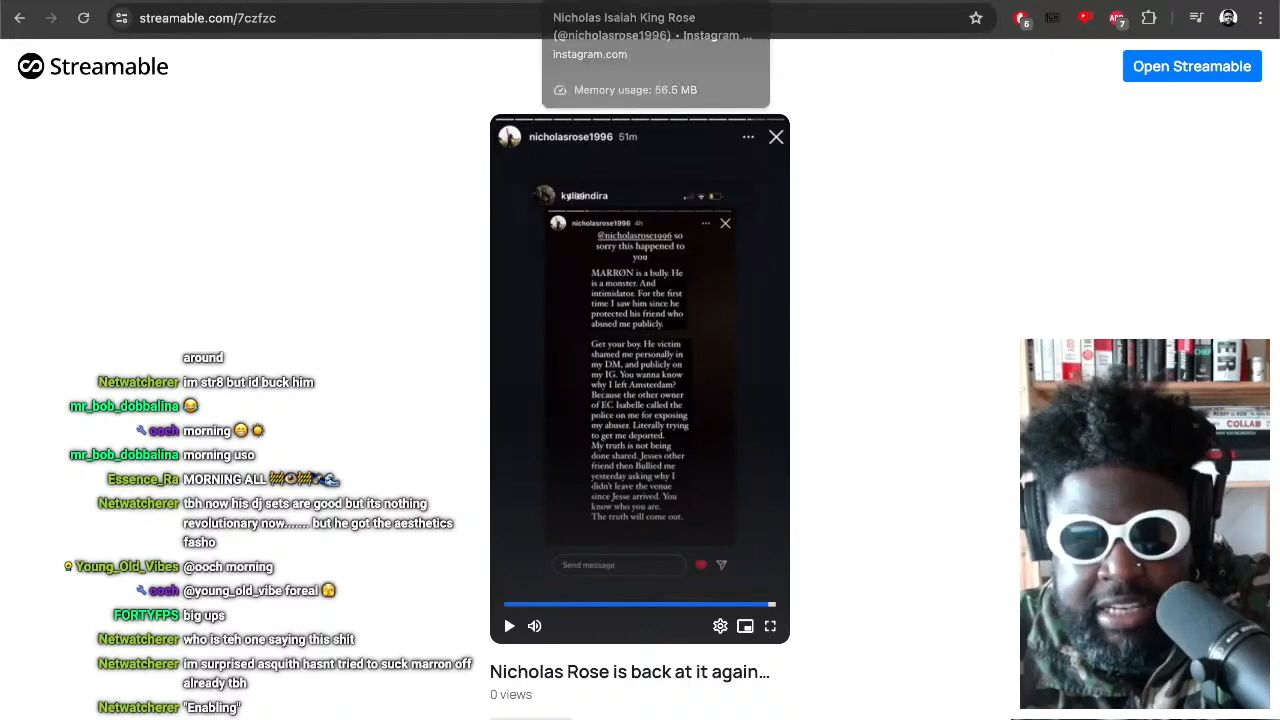 streamable.com/7czfzc
Nicholas Isaiah King Rose
(@nicholasrose1996) • Instagram ...
instagram.com
Memory usage: 56.5 MB
5
7
Streamable
Open Streamable
nicholasrose1996 51m
nicholasrose1996 4h
@nicholasrose1996 so
sorry this happened to
you
MARRØN is a bully. He
is a monster. And
intimidator. For the first
time I saw him since he
protected his friend who
abused me publicly.
Get your boy. He victim
shamed me personally in
my DM, and publicly on
my IG. You wanna know
why I left Amsterdam?
Because the other owner
of EC Isabelle called the
police on me for exposing
my abuser. Literally trying
to get me deported.
My truth is not being
done shared. Jesses other
friend then Bullied me
yesterday asking why I
didn't leave the venue
since Jesse arrived. You
know who you are.
The truth will come out.
Send message
Nicholas Rose is back at it again...
0 views
around
Netwatcherer im str8 but id buck him
mr_bob_dobbalina 😂
ooch morning 😊 🌞
mr_bob_dobbalina morning uso
Essence_Ra MORNING ALL
Netwatcherer tbh now his dj sets are good but its nothing
revolutionary now....... but he got the aesthetics
fasho
Young_Old_Vibes @ooch morning
ooch @young_old_vibe foreal 🫣
FORTYFPS big ups
Netwatcherer who is teh one saying this shit
Netwatcherer im surprised asquith hasnt tried to suck marron off
already tbh
Netwatcherer "Enabling"
COLLAB